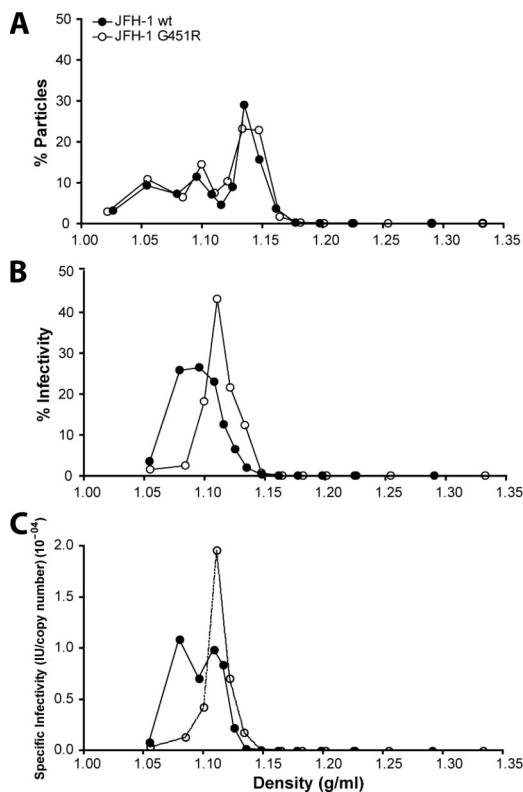 A
JFH-1 wt
JFH-1 G451R
50
40
30
20
10
0
% Particles
1.00 1.05 1.10 1.15 1.20 1.25 1.30 1.35
B
50
40
30
20
10
0
% Infectivity
1.00 1.05 1.10 1.15 1.20 1.25 1.30 1.35
C
2.0
1.5
1.0
0.5
0.0
Specific Infectivity (IU/copy number) (10⁻⁰⁴)
1.00 1.05 1.10 1.15 1.20 1.25 1.30 1.35
Density (g/ml)